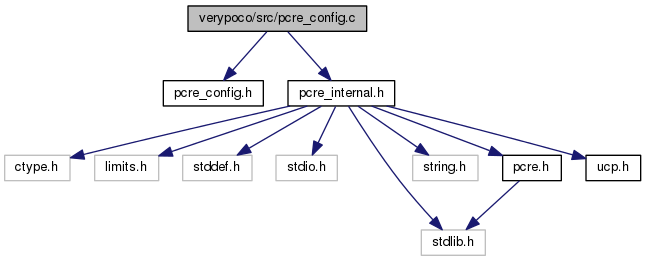 verypoco/src/pcre_config.c
pcre_config.h
pcre_internal.h
ctype.h
limits.h
stddef.h
stdio.h
string.h
pcre.h
ucp.h
stdlib.h